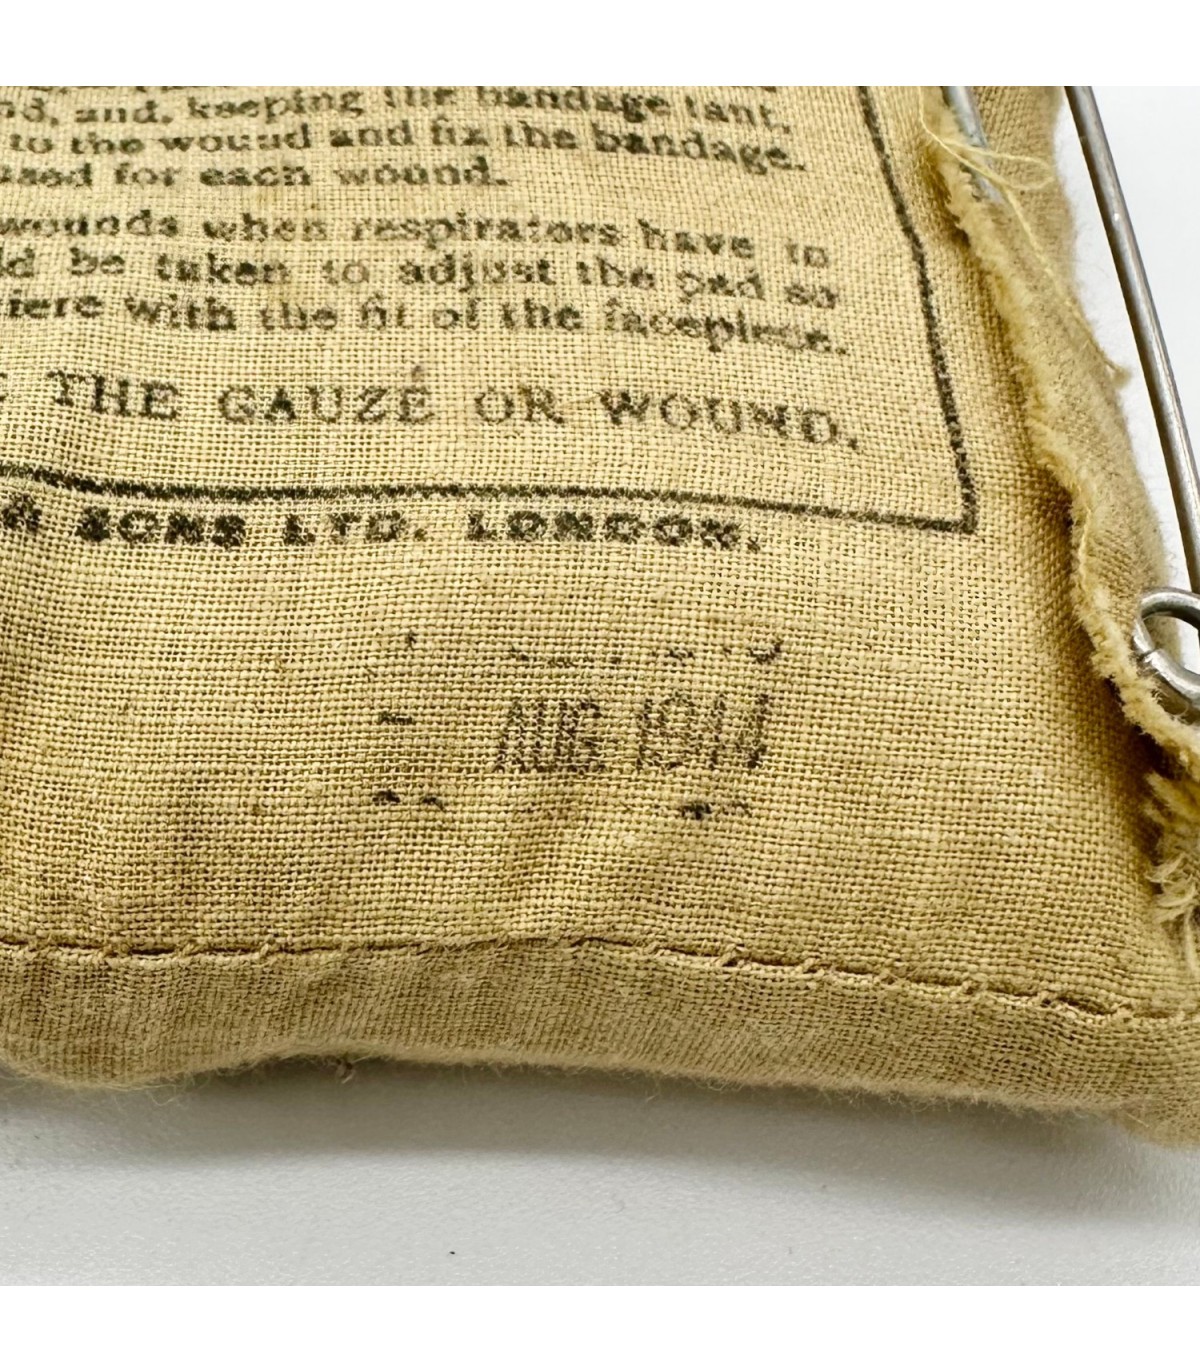 nd, and, keeping the bandage taut,
to the wound and fix the bandage.
used for each wound.
wounds when respirators have to
ld be taken to adjust the pad so
fere with the fit of the facepiece.
THE GAUZE OR WOUND.
SONS LTD. LONDON.
AUG 1944